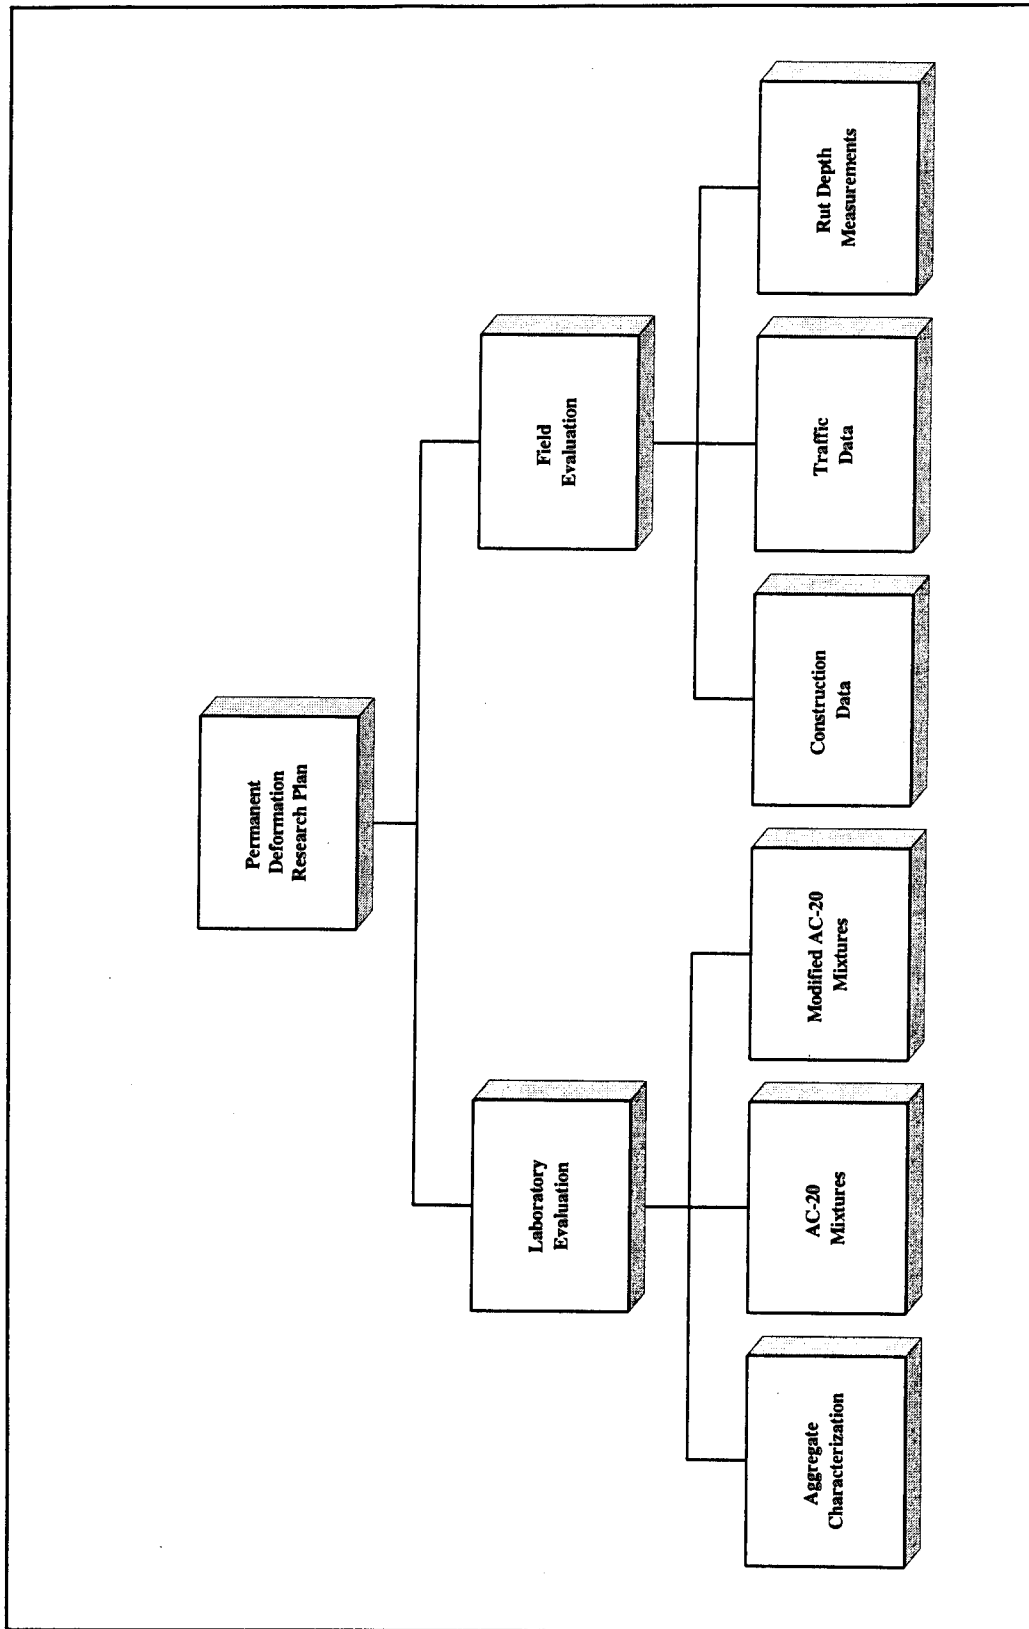 Permanent
Deformation
Research Plan
Laboratory
Evaluation
Field
Evaluation
Aggregate
Characterization
AC-20
Mixtures
Modified AC-20
Mixtures
Construction
Data
Traffic
Data
Rut Depth
Measurements